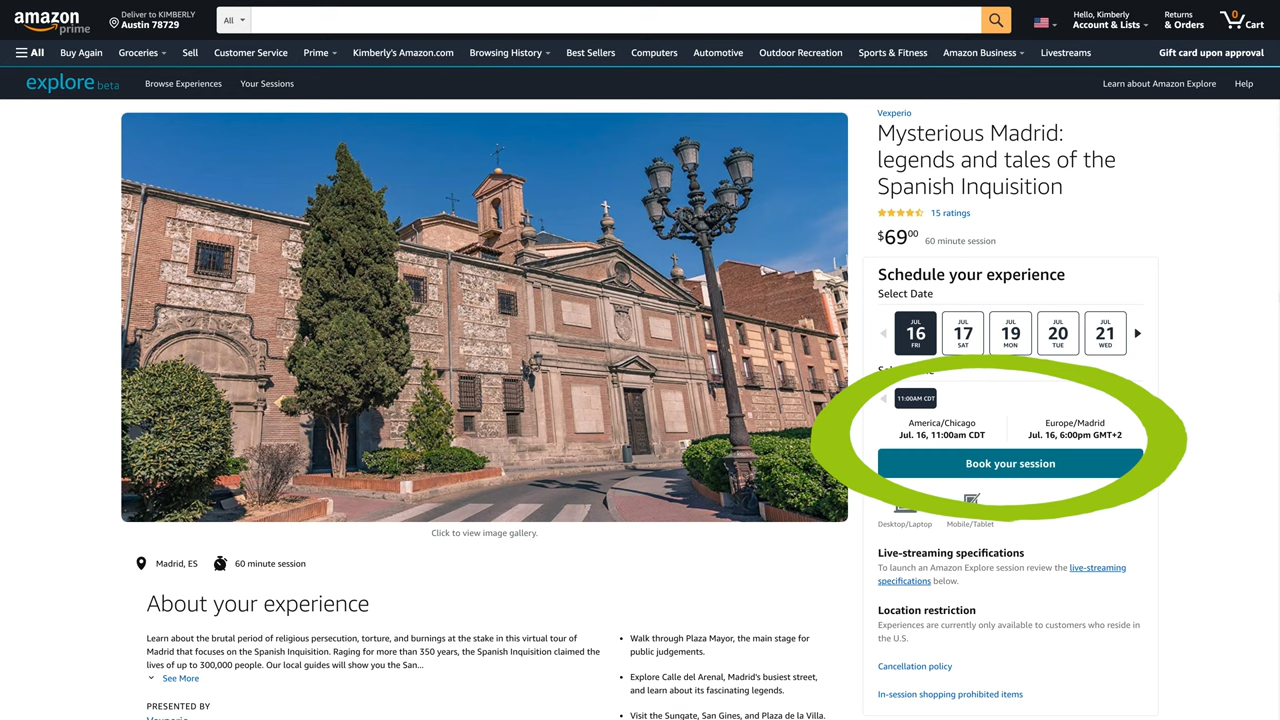 amazon
prime
Deliver to KIMBERLY
Austin 78729
All
Hello, Kimberly
Account & Lists
Returns
& Orders
0
Cart
All
Buy Again
Groceries
Sell
Customer Service
Prime
Kimberly's Amazon.com
Browsing History
Best Sellers
Computers
Automotive
Outdoor Recreation
Sports & Fitness
Amazon Business
Livestreams
Gift card upon approval
explore beta
Browse Experiences
Your Sessions
Learn about Amazon Explore
Help
Vexperio
Mysterious Madrid:
legends and tales of the
Spanish Inquisition
15 ratings
$6900
60 minute session
Schedule your experience
Select Date
JUL
16
FRI
JUL
17
SAT
JUL
19
MON
JUL
20
TUE
JUL
21
WED
11:00AM CDT
America/Chicago
Jul. 16, 11:00am CDT
Europe/Madrid
Jul. 16, 6:00pm GMT+2
Book your session
Desktop/Laptop
Mobile/Tablet
Live-streaming specifications
To launch an Amazon Explore session review the live-streaming
specifications below.
Location restriction
Experiences are currently only available to customers who reside in
the U.S.
Cancellation policy
In-session shopping prohibited items
Click to view image gallery.
Madrid, ES
60 minute session
About your experience
Learn about the brutal period of religious persecution, torture, and burnings at the stake in this virtual tour of
Madrid that focuses on the Spanish Inquisition. Raging for more than 350 years, the Spanish Inquisition claimed the
lives of up to 300,000 people. Our local guides will show you the San...
See More
PRESENTED BY
Vexperio
• Walk through Plaza Mayor, the main stage for
public judgements.
• Explore Calle del Arenal, Madrid's busiest street,
and learn about its fascinating legends.
• Visit the Sungate, San Gines, and Plaza de la Villa.